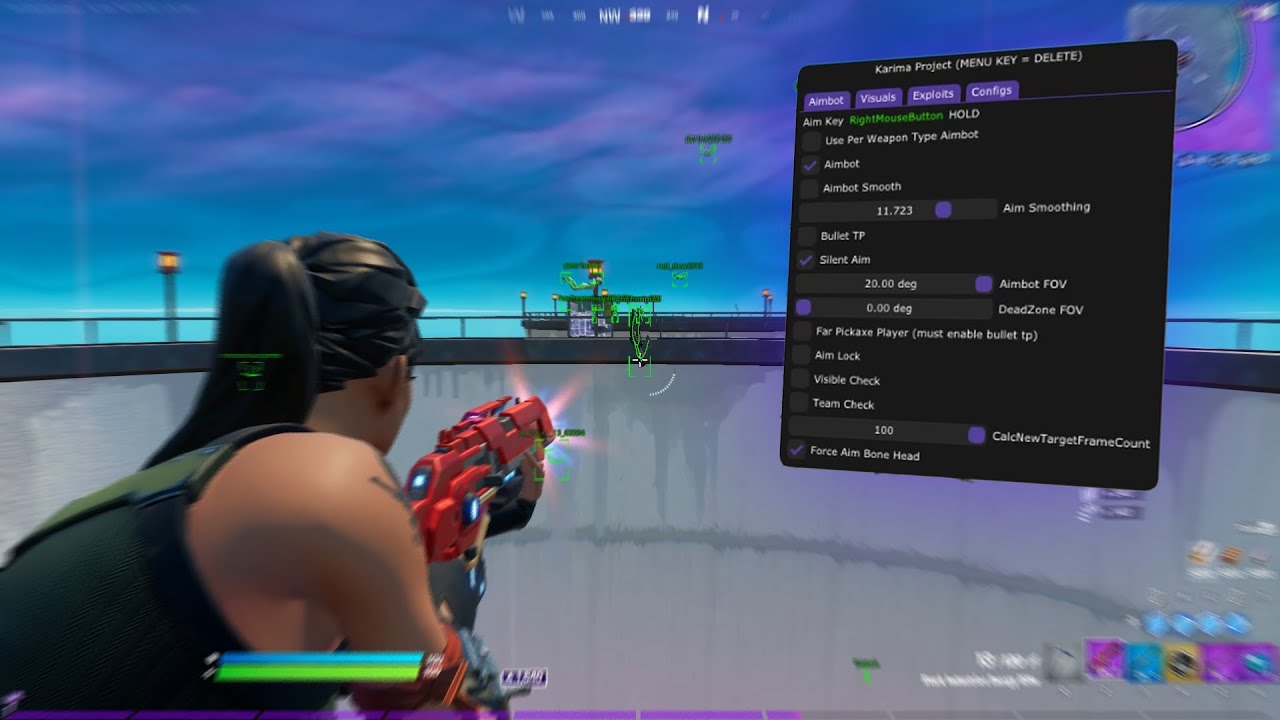 NW
N
Karima Project (MENU KEY = DELETE)
Aimbot Visuals Exploits Configs
Aim Key RightMouseButton HOLD
Use Per Weapon Type Aimbot
Aimbot
Aimbot Smooth
11.723 Aim Smoothing
Bullet TP
Silent Aim
20.00 deg Aimbot FOV
0.00 deg DeadZone FOV
Far Pickaxe Player (must enable bullet tp)
Aim Lock
Visible Check
Team Check
100 CalcNewTargetFrameCount
Force Aim Bone Head